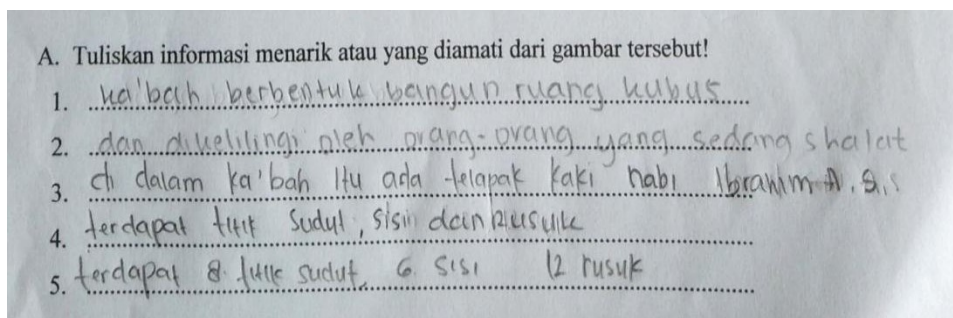 A. Tuliskan informasi menarik atau yang diamati dari gambar tersebut!
1. ka'bah berbentuk bangun ruang kubus
2. dan dikelilingi oleh orang-orang yang sedang shalat
3. di dalam ka'bah itu ada telapak kaki nabi Ibrahim A.S
4. terdapat titik sudut, sisi dan rusuk
5. terdapat 8 titik sudut, 6 sisi 12 rusuk